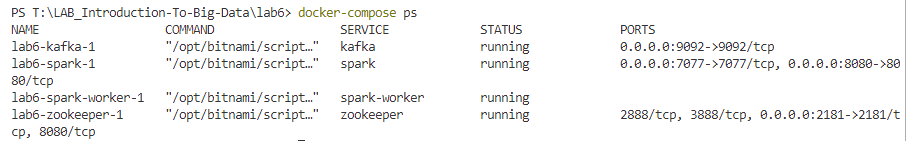 PS T:\LAB_Introduction-To-Big-Data\lab6> docker-compose ps
NAME COMMAND SERVICE STATUS PORTS
lab6-kafka-1 "/opt/bitnami/script…" kafka running 0.0.0.0:9092->9092/tcp
lab6-spark-1 "/opt/bitnami/script…" spark running 0.0.0.0:7077->7077/tcp, 0.0.0.0:8080->80
80/tcp
lab6-spark-worker-1 "/opt/bitnami/script…" spark-worker running
lab6-zookeeper-1 "/opt/bitnami/script…" zookeeper running 2888/tcp, 3888/tcp, 0.0.0.0:2181->2181/t
cp, 8080/tcp